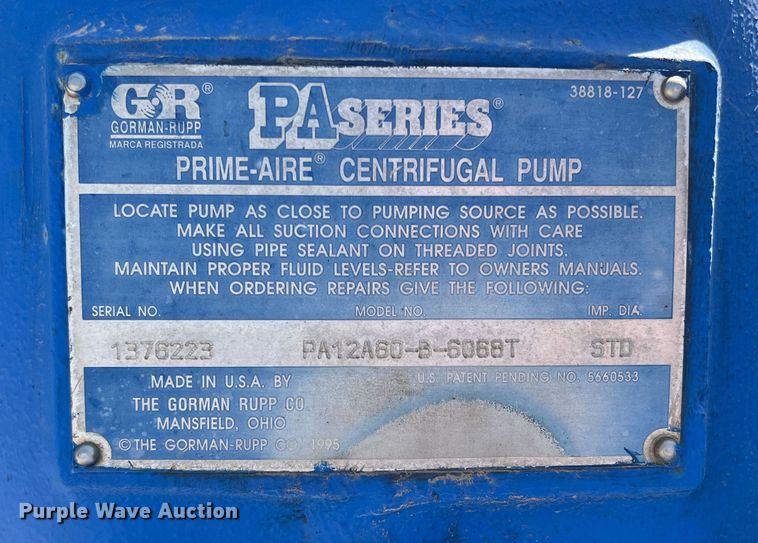 G·R®
GORMAN-RUPP
MARCA REGISTRADA
PA SERIES®
38818-127
PRIME-AIRE® CENTRIFUGAL PUMP
LOCATE PUMP AS CLOSE TO PUMPING SOURCE AS POSSIBLE.
MAKE ALL SUCTION CONNECTIONS WITH CARE
USING PIPE SEALANT ON THREADED JOINTS.
MAINTAIN PROPER FLUID LEVELS-REFER TO OWNERS MANUALS.
WHEN ORDERING REPAIRS GIVE THE FOLLOWING:
SERIAL NO. MODEL NO. IMP. DIA.
1376223 PA12A60-B-6068T STD
MADE IN U.S.A. BY U.S. PATENT PENDING NO. 5660533
THE GORMAN RUPP CO.
MANSFIELD, OHIO
©THE GORMAN-RUPP CO. 1995
Purple Wave Auction